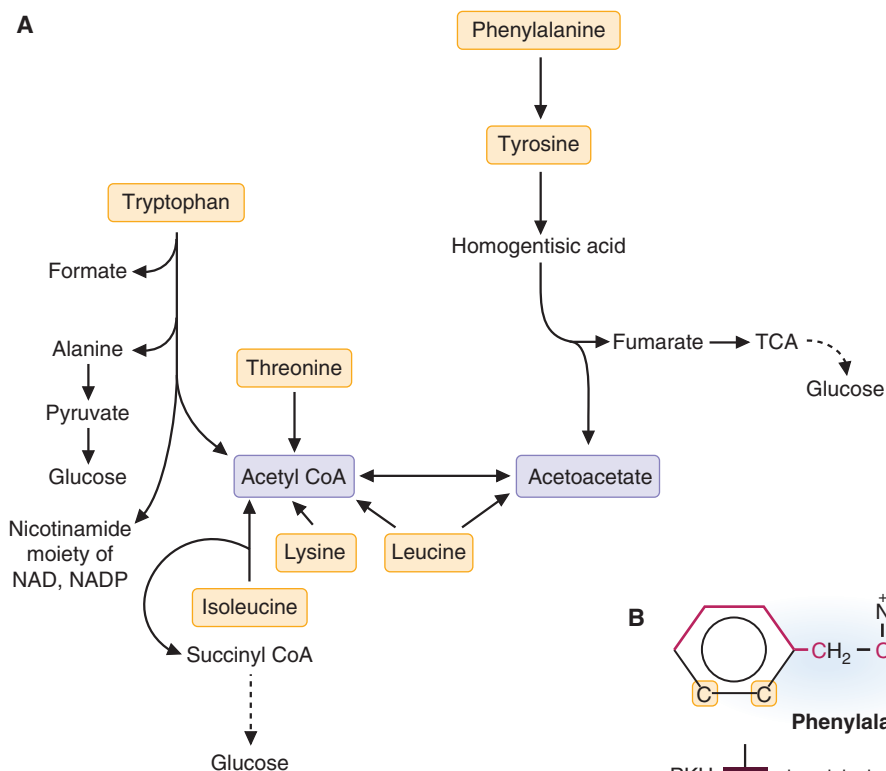 A
Phenylalanine
Tyrosine
Tryptophan
Homogentisic acid
Formate
Fumarate
TCA
Alanine
Threonine
Glucose
Pyruvate
Glucose
Acetyl CoA
Acetoacetate
Nicotinamide
moiety of
NAD, NADP
Lysine
Leucine
Isoleucine
Succinyl CoA
Glucose
B
+
N
CH2 C
C C